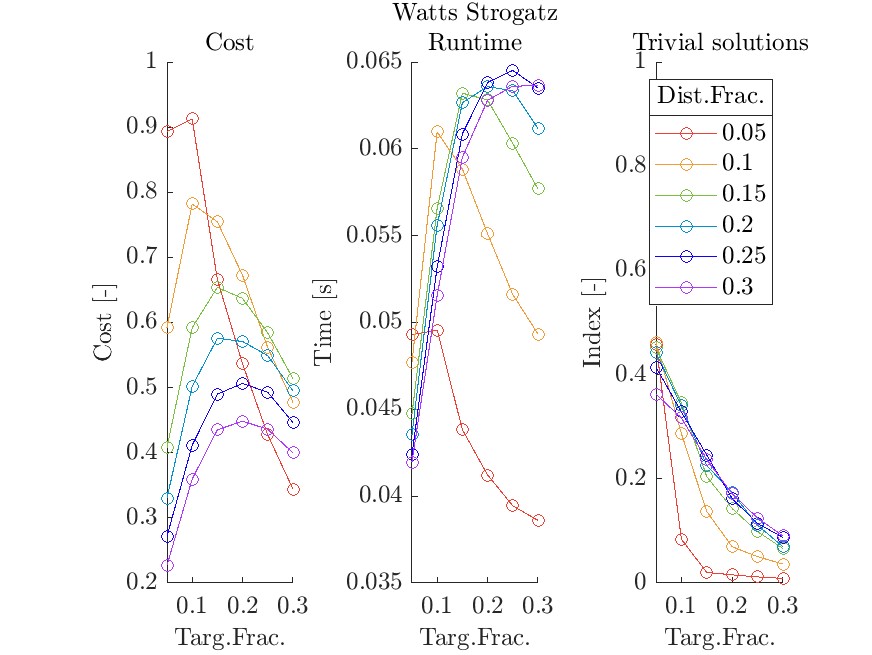 Watts Strogatz
Cost
Runtime
Trivial solutions
1
0.9
0.8
0.7
0.6
0.5
0.4
0.3
0.2
Cost [-]
0.1 0.2 0.3
Targ.Frac.
0.065
0.06
0.055
0.05
0.045
0.04
0.035
Time [s]
0.1 0.2 0.3
Targ.Frac.
1
0.8
0.6
0.4
0.2
0
Index [-]
0.1 0.2 0.3
Targ.Frac.
Dist.Frac.
0.05
0.1
0.15
0.2
0.25
0.3